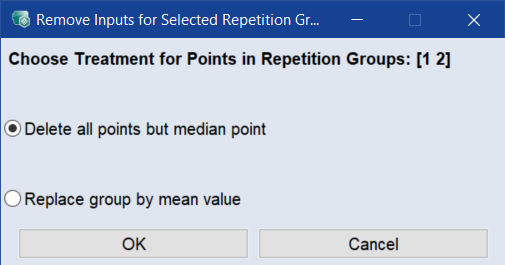 Remove Inputs for Selected Repetition Gr...
Choose Treatment for Points in Repetition Groups: [1 2]
Delete all points but median point
Replace group by mean value
OK Cancel